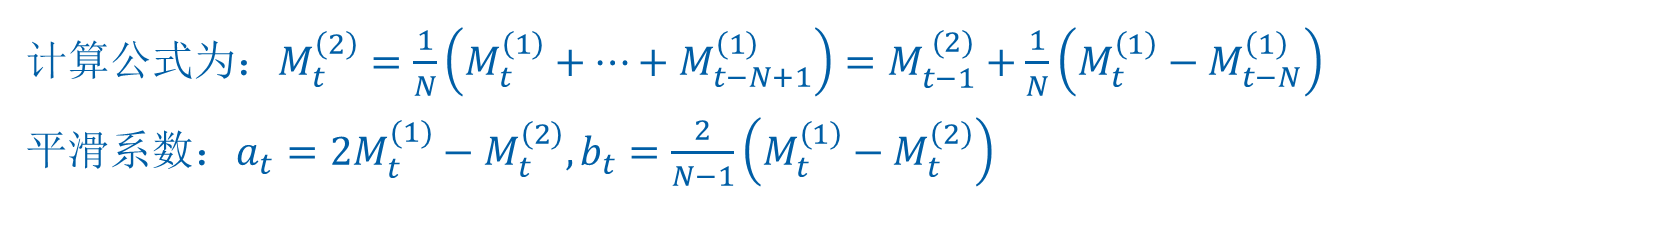 计算公式为：$M_t^{(2)} = \frac{1}{N}\left(M_t^{(1)} + \cdots + M_{t-N+1}^{(1)}\right) = M_{t-1}^{(2)} + \frac{1}{N}\left(M_t^{(1)} - M_{t-N}^{(1)}\right)$
平滑系数：$a_t = 2M_t^{(1)} - M_t^{(2)}, b_t = \frac{2}{N-1}\left(M_t^{(1)} - M_t^{(2)}\right)$